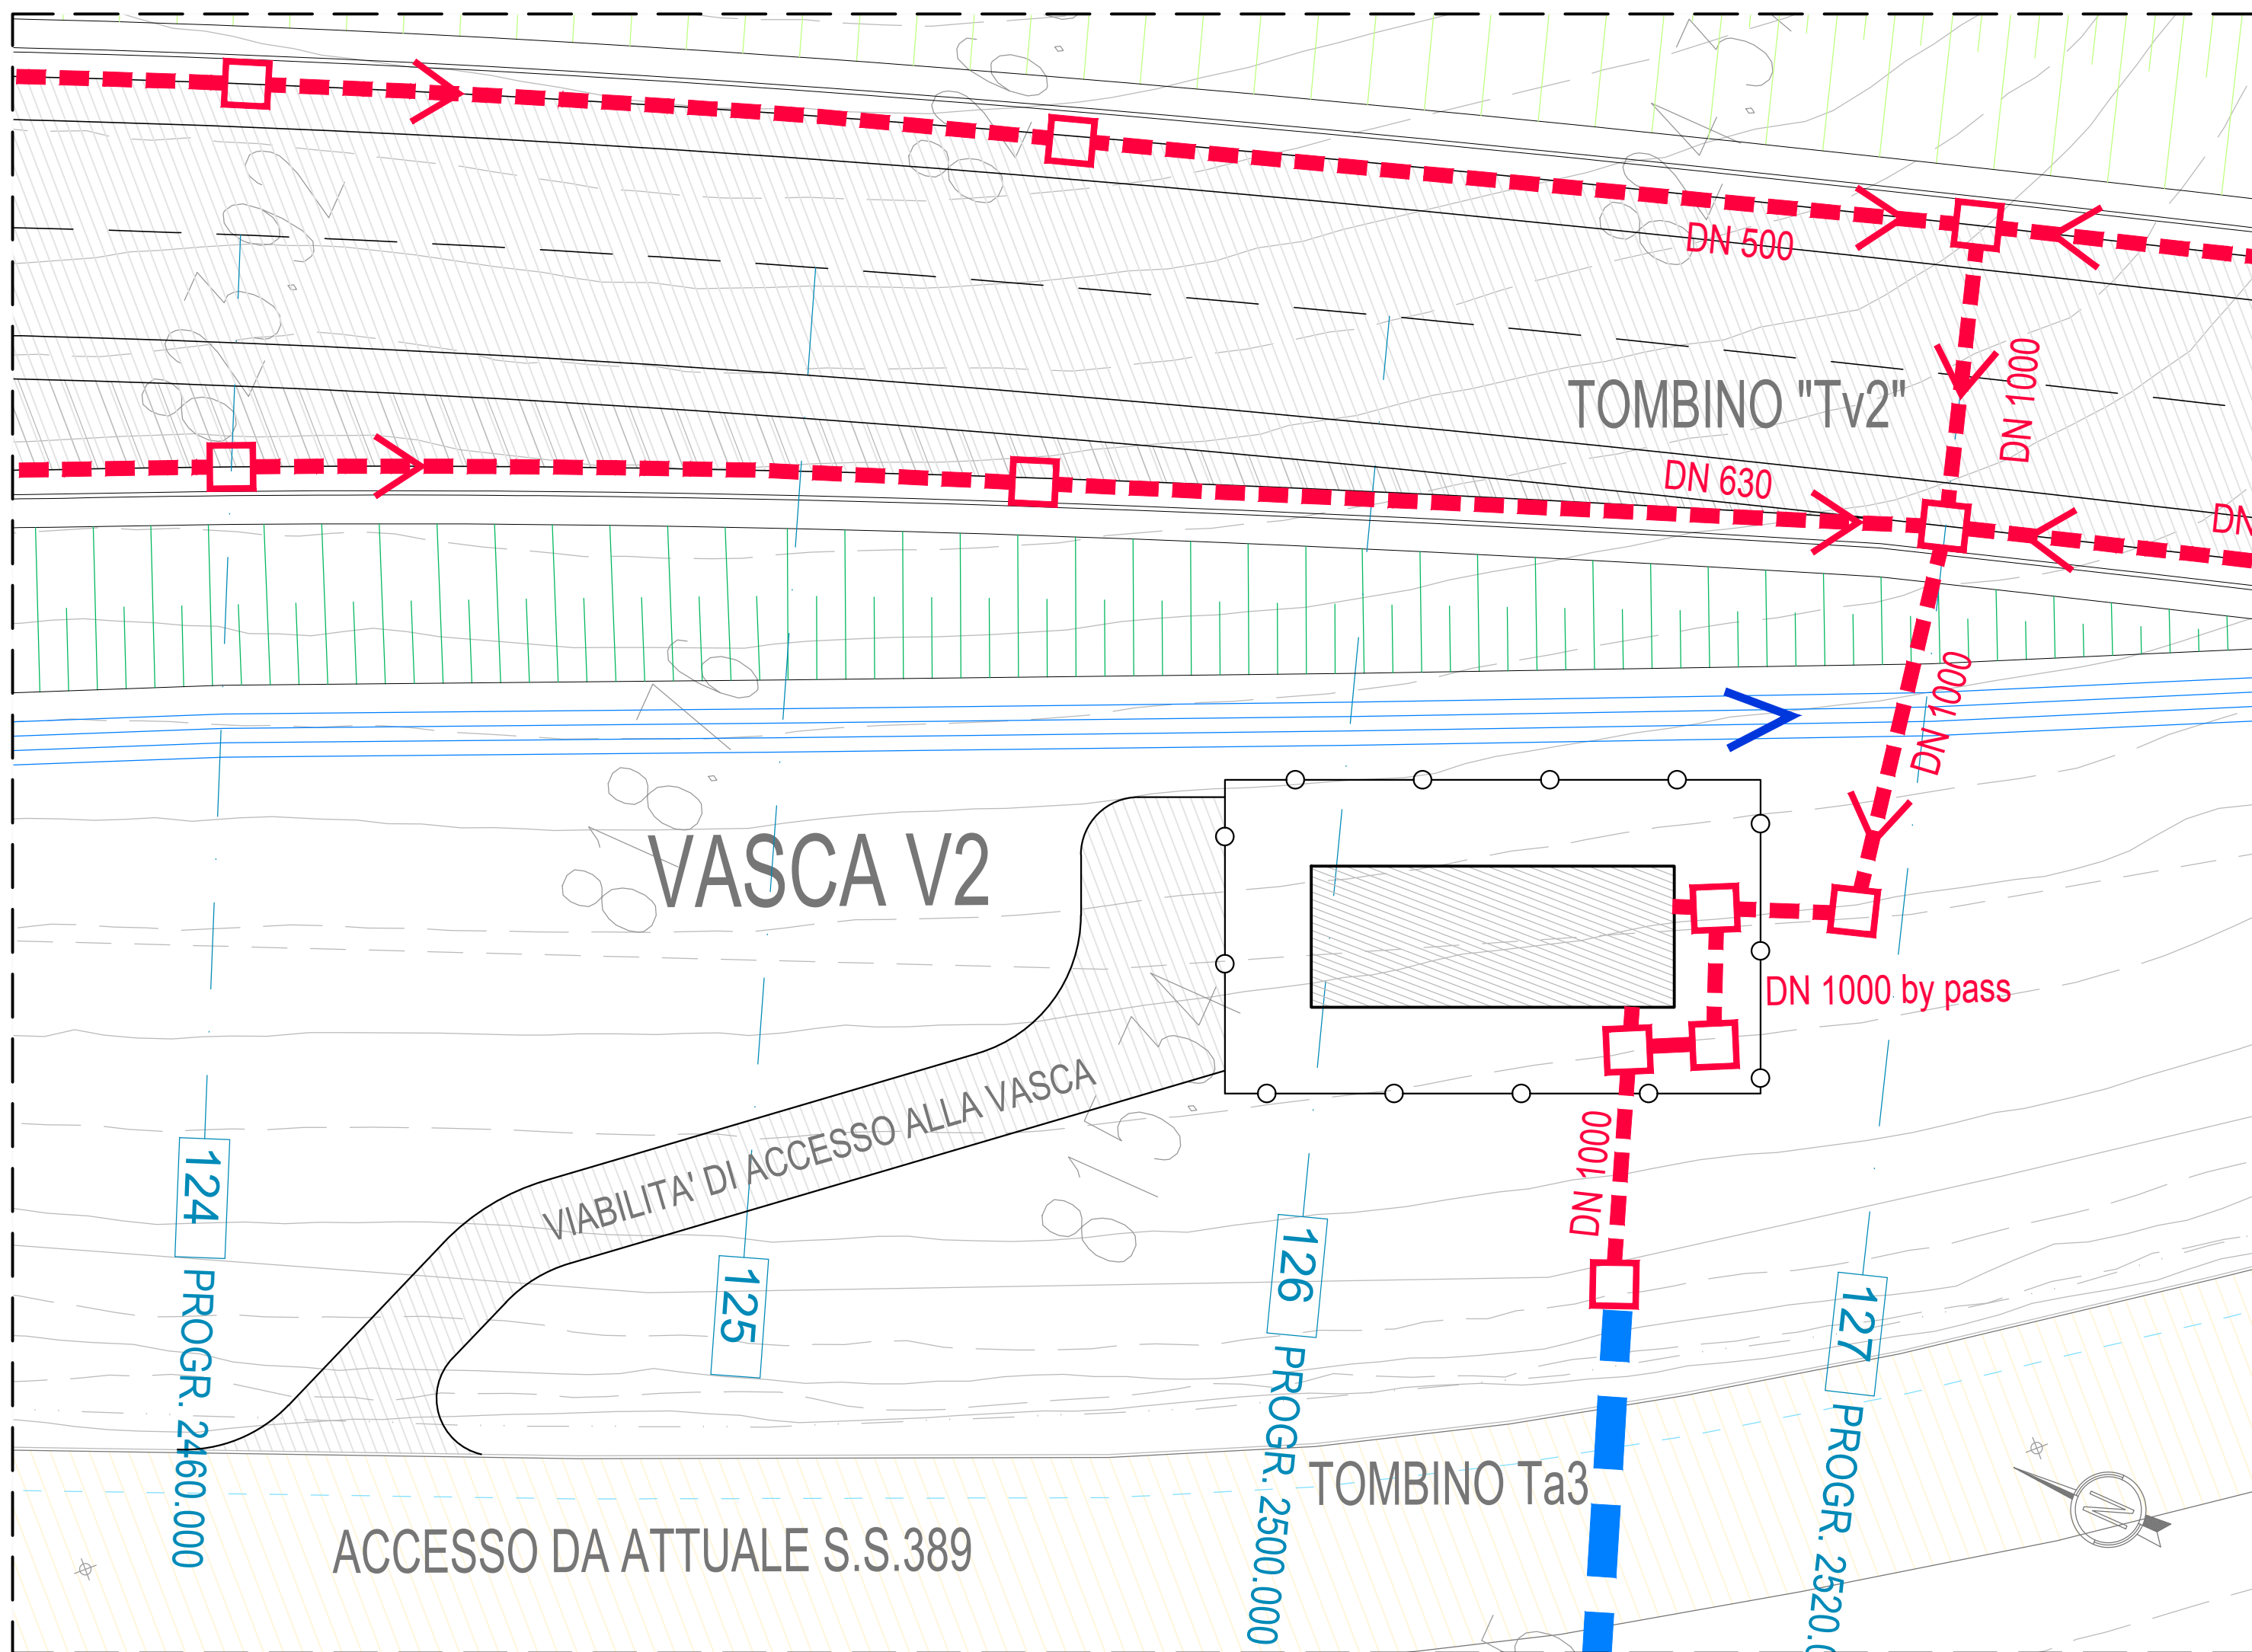 DN 500
DN 1000
TOMBINO "Tv2"
DN 630
DN
DN 1000
VASCA V2
DN 1000 by pass
VIABILITA' DI ACCESSO ALLA VASCA
DN 1000
124 PROGR. 2460.000
125
126 PROGR. 2500.000
127 PROGR. 2520.0
TOMBINO Ta3
ACCESSO DA ATTUALE S.S.389
N